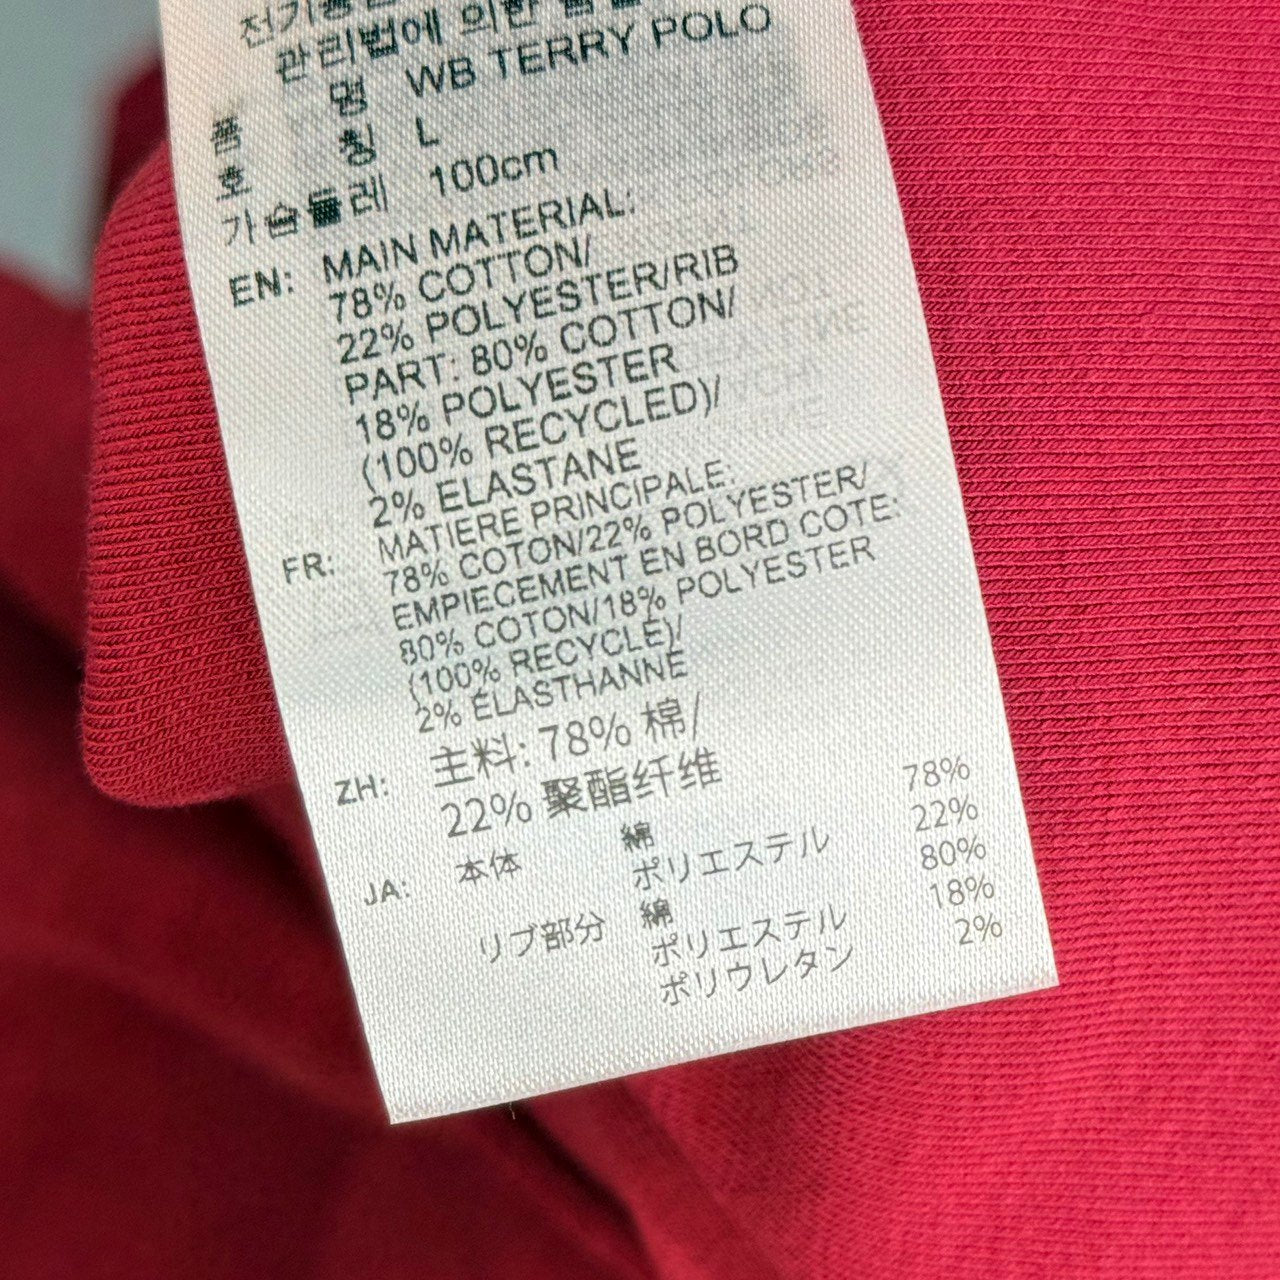 관리법에 의한
품 명 WB TERRY POLO
호 칭 L
가슴둘레 100cm
EN: MAIN MATERIAL:
78% COTTON/
22% POLYESTER/RIB
PART: 80% COTTON/
18% POLYESTER
(100% RECYCLED)/
2% ELASTANE
FR: MATIERE PRINCIPALE:
78% COTON/22% POLYESTER/
EMPIECEMENT EN BORD COTE:
80% COTON/18% POLYESTER
(100% RECYCLÉ)/
2% ÉLASTHANNE
ZH: 主料: 78% 棉/
22% 聚酯纤维
JA: 本体 綿 78%
ポリエステル 22%
リブ部分 綿 80%
ポリエステル 18%
ポリウレタン 2%